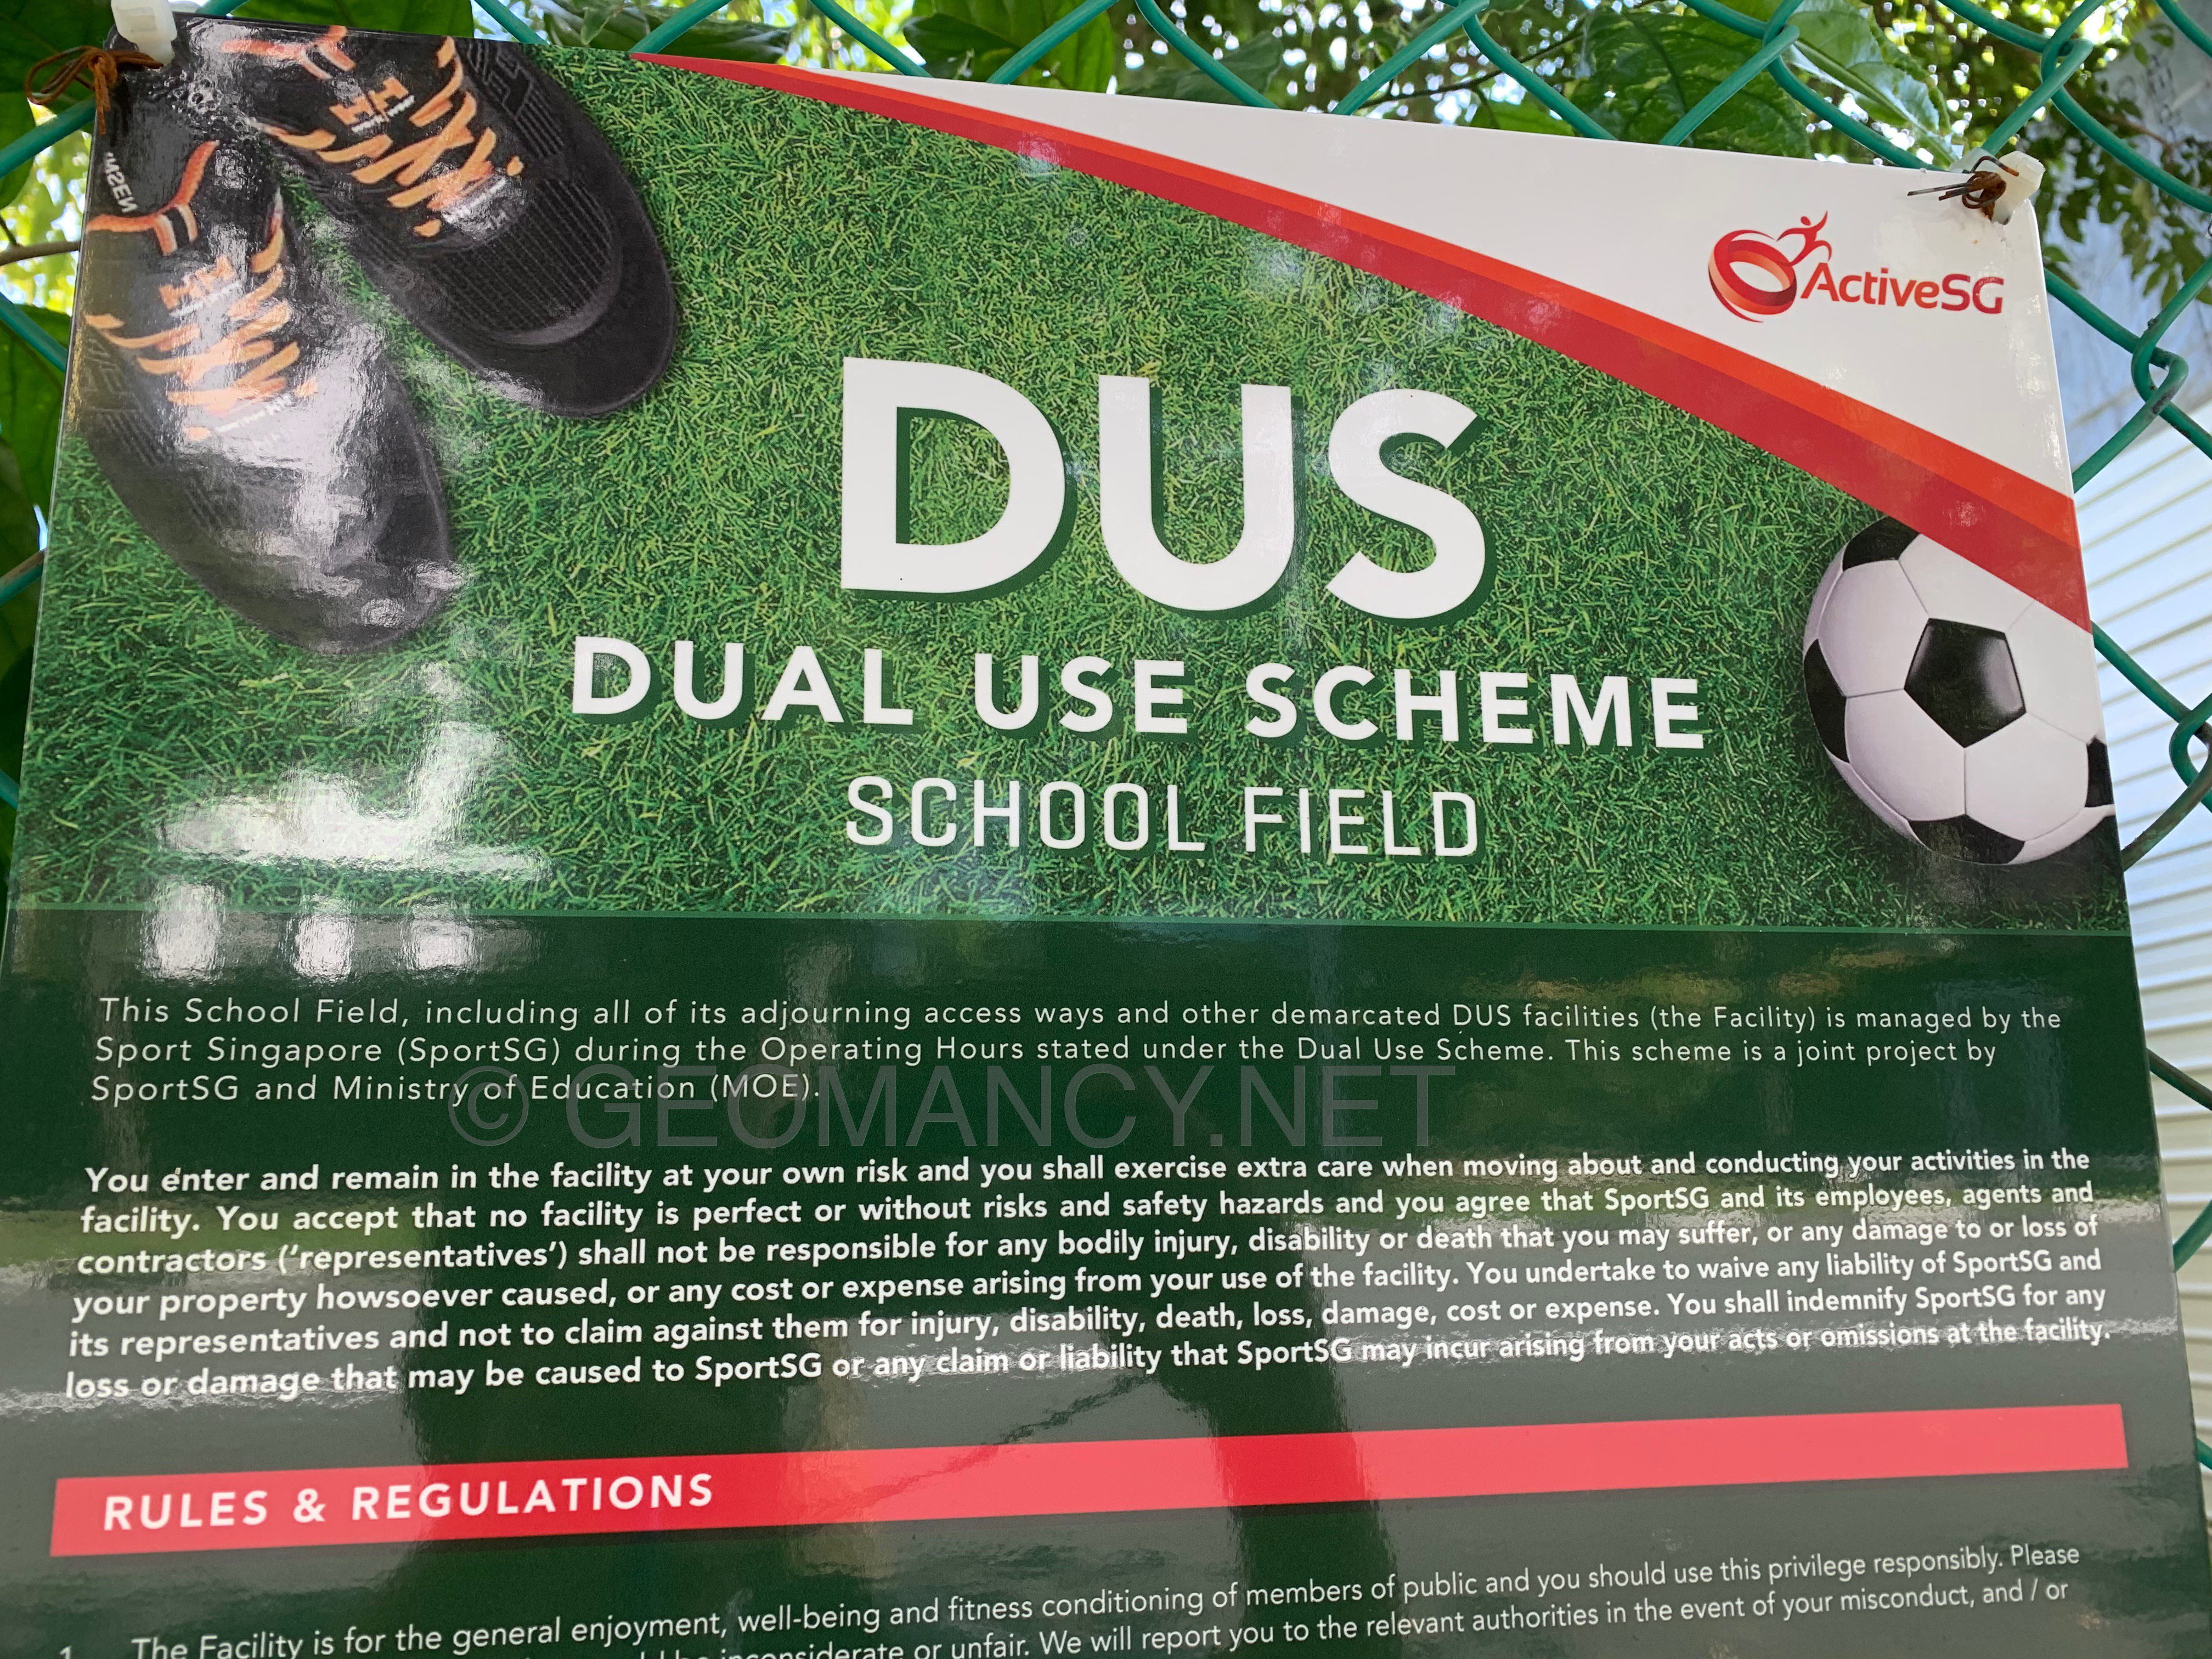 ActiveSG
DUS
DUAL USE SCHEME
SCHOOL FIELD
This School Field, including all of its adjourning access ways and other demarcated DUS facilities (the Facility) is managed by the
Sport Singapore (SportSG) during the Operating Hours stated under the Dual Use Scheme. This scheme is a joint project by
SportSG and Ministry of Education (MOE).
© GEOMANCY.NET
You enter and remain in the facility at your own risk and you shall exercise extra care when moving about and conducting your activities in the
facility. You accept that no facility is perfect or without risks and safety hazards and you agree that SportSG and its employees, agents and
contractors ('representatives') shall not be responsible for any bodily injury, disability or death that you may suffer, or any damage to or loss of
your property howsoever caused, or any cost or expense arising from your use of the facility. You undertake to waive any liability of SportSG and
its representatives and not to claim against them for injury, disability, death, loss, damage, cost or expense. You shall indemnify SportSG for any
loss or damage that may be caused to SportSG or any claim or liability that SportSG may incur arising from your acts or omissions at the facility.
RULES & REGULATIONS
1. The Facility is for the general enjoyment, well-being and fitness conditioning of members of public and you should use this privilege responsibly. Please
inconsiderate or unfair. We will report you to the relevant authorities in the event of your misconduct, and / or